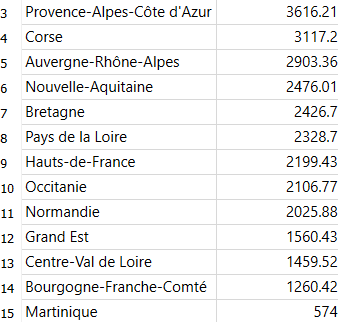 3 Provence-Alpes-Côte d'Azur 3616.21
4 Corse 3117.2
5 Auvergne-Rhône-Alpes 2903.36
6 Nouvelle-Aquitaine 2476.01
7 Bretagne 2426.7
8 Pays de la Loire 2328.7
9 Hauts-de-France 2199.43
10 Occitanie 2106.77
11 Normandie 2025.88
12 Grand Est 1560.43
13 Centre-Val de Loire 1459.52
14 Bourgogne-Franche-Comté 1260.42
15 Martinique 574